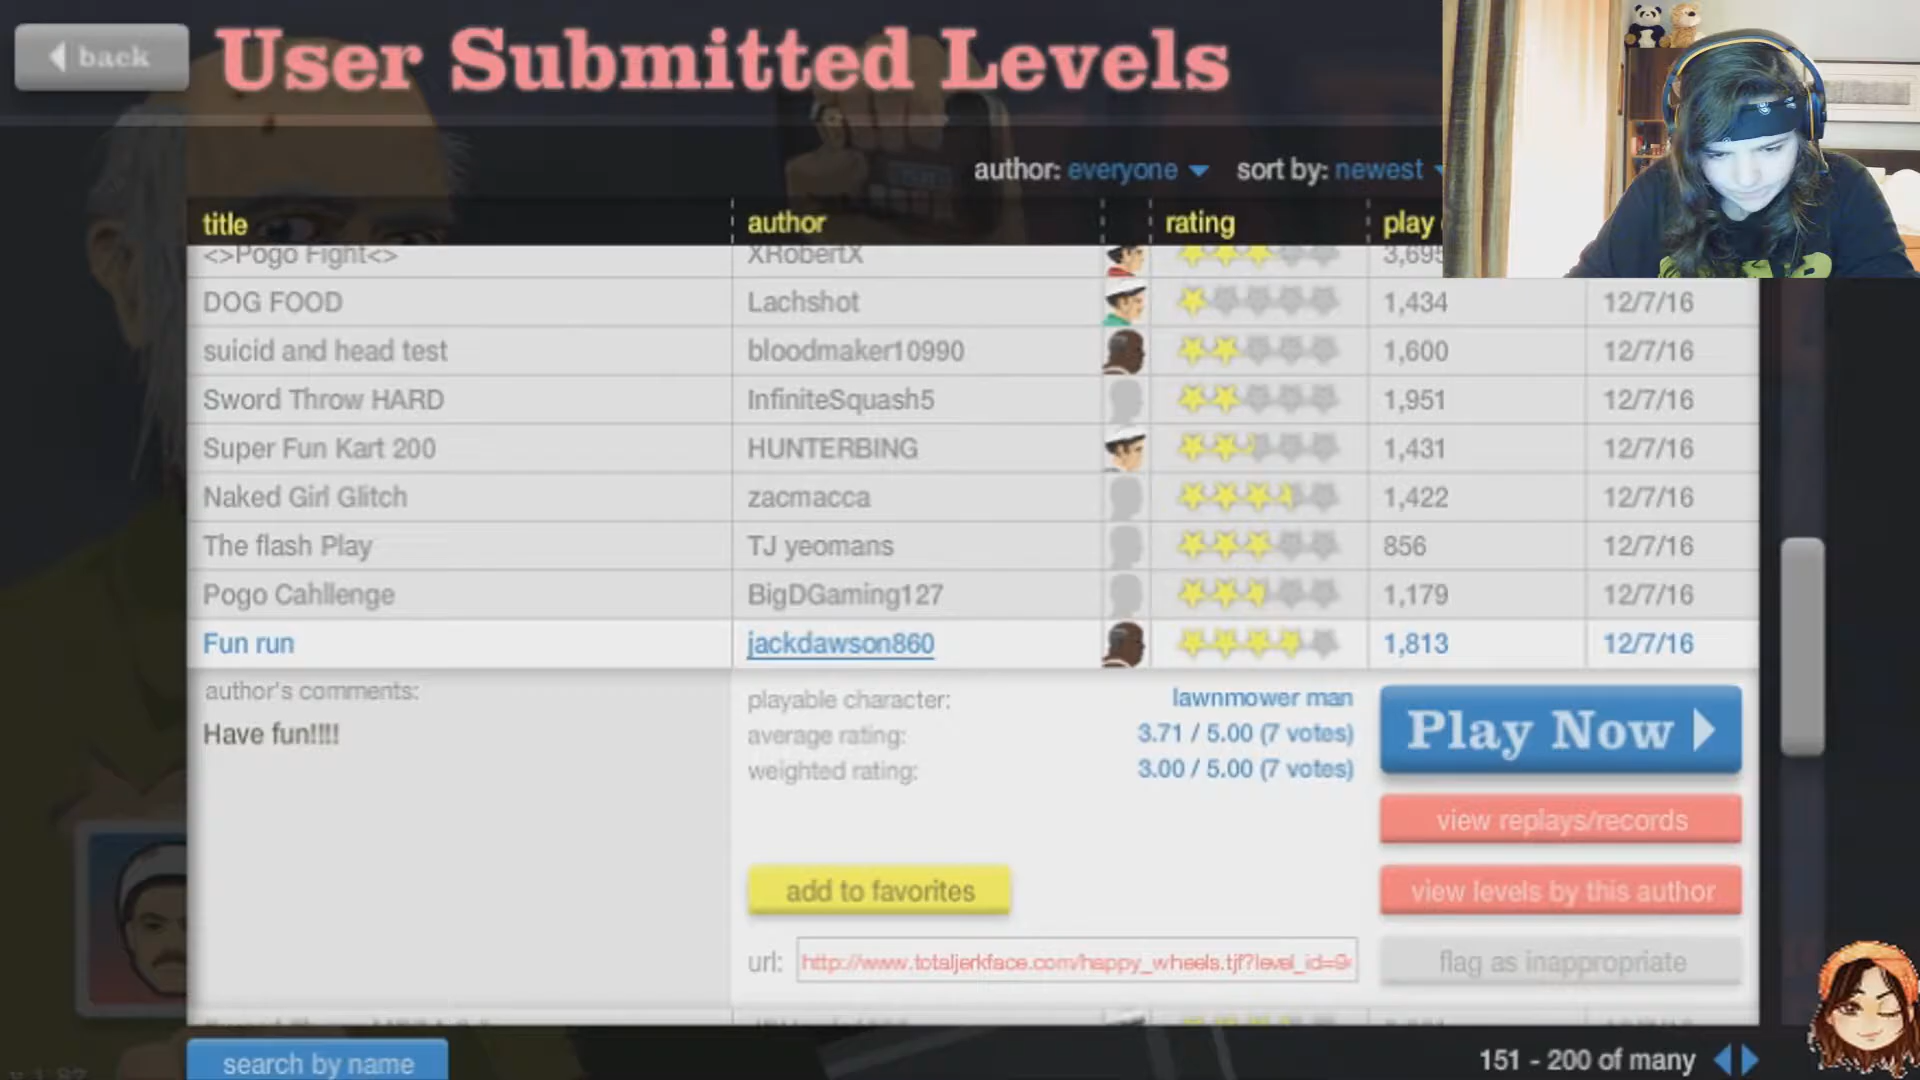 back
User Submitted Levels
author: everyone sort by: newest
title author rating play
<>Pogo Fight<> XRobertX 3,695
DOG FOOD Lachshot 1,434 12/7/16
suicid and head test bloodmaker10990 1,600 12/7/16
Sword Throw HARD InfiniteSquash5 1,951 12/7/16
Super Fun Kart 200 HUNTERBING 1,431 12/7/16
Naked Girl Glitch zacmacca 1,422 12/7/16
The flash Play TJ yeomans 856 12/7/16
Pogo Cahllenge BigDGaming127 1,179 12/7/16
Fun run jackdawson860 1,813 12/7/16
author's comments:
Have fun!!!!
playable character: lawnmower man
average rating: 3.71 / 5.00 (7 votes)
weighted rating: 3.00 / 5.00 (7 votes)
Play Now
view replays/records
add to favorites
view levels by this author
url: http://www.totaljerkface.com/happy_wheels.tjf?level_id=9
flag as inappropriate
search by name
151 - 200 of many